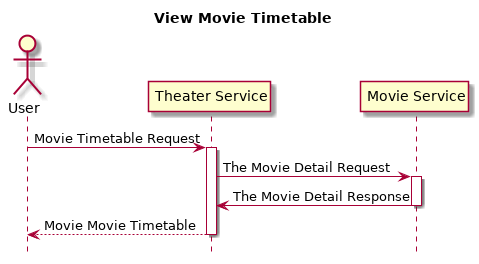 View Movie Timetable
User
Theater Service
Movie Service
Movie Timetable Request
The Movie Detail Request
The Movie Detail Response
Movie Movie Timetable